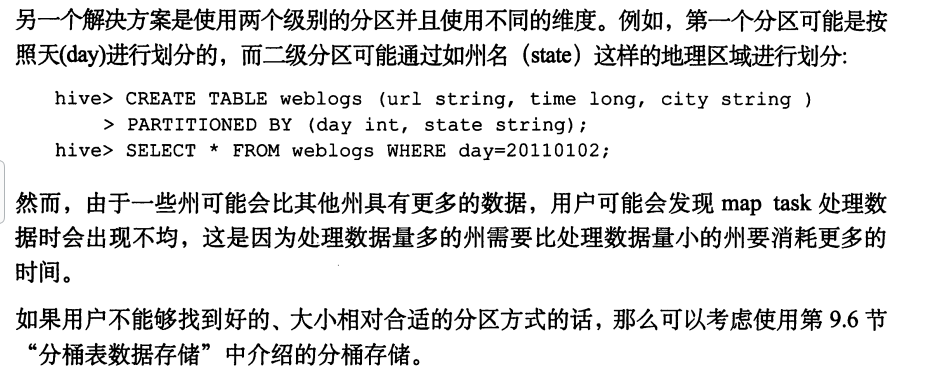 另一个解决方案是使用两个级别的分区并且使用不同的维度。例如，第一个分区可能是按
照天(day)进行划分的，而二级分区可能通过如州名（state）这样的地理区域进行划分:
hive> CREATE TABLE weblogs (url string, time long, city string )
> PARTITIONED BY (day int, state string);
hive> SELECT * FROM weblogs WHERE day=20110102;
然而，由于一些州可能会比其他州具有更多的数据，用户可能会发现 map task 处理数
据时会出现不均，这是因为处理数据量多的州需要比处理数据量小的州要消耗更多的
时间。
如果用户不能够找到好的、大小相对合适的分区方式的话，那么可以考虑使用第 9.6 节
“分桶表数据存储”中介绍的分桶存储。